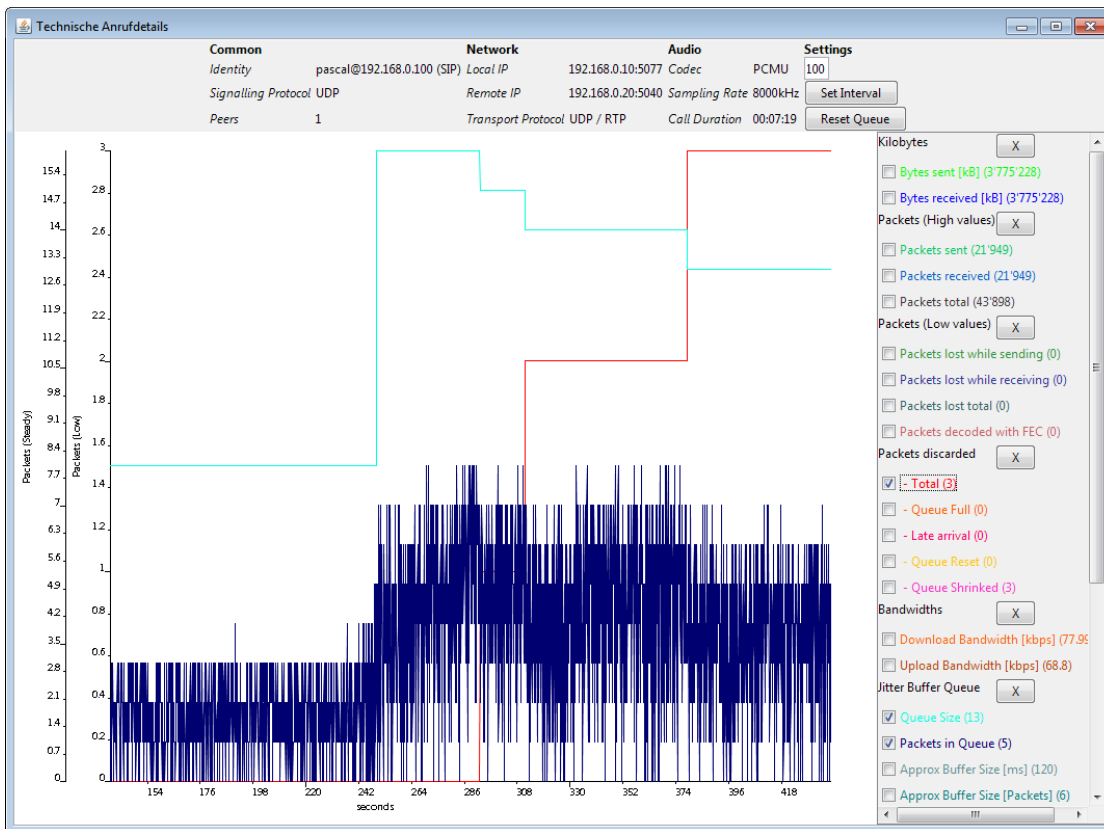 Technische Anrufdetails
Common Network Audio Settings
Identity pascal@192.168.0.100 (SIP) Local IP 192.168.0.10:5077 Codec PCMU 100
Signalling Protocol UDP Remote IP 192.168.0.20:5040 Sampling Rate 8000kHz Set Interval
Peers 1 Transport Protocol UDP / RTP Call Duration 00:07:19 Reset Queue
Kilobytes X
Bytes sent [kB] (3'775'228)
Bytes received [kB] (3'775'228)
Packets (High values) X
Packets sent (21'949)
Packets received (21'949)
Packets total (43'898)
Packets (Low values) X
Packets lost while sending (0)
Packets lost while receiving (0)
Packets lost total (0)
Packets decoded with FEC (0)
Packets discarded X
- Total (3)
- Queue Full (0)
- Late arrival (0)
- Queue Reset (0)
- Queue Shrinked (3)
Bandwidths X
Download Bandwidth [kbps] (77.99
Upload Bandwidth [kbps] (68.8)
Jitter Buffer Queue X
Queue Size (13)
Packets in Queue (5)
Approx Buffer Size [ms] (120)
Approx Buffer Size [Packets] (6)
Packets (Steady)
15.4
14.7
14
13.3
12.6
11.9
11.2
10.5
9.8
9.1
8.4
7.7
7
6.3
5.6
4.9
4.2
3.5
2.8
2.1
1.4
0.7
0
Packets (Low)
3
2.8
2.6
2.4
2.2
2
1.8
1.6
1.4
1.2
1
0.8
0.6
0.4
0.2
0
154 176 198 220 242 264 286 308 330 352 374 396 418
seconds